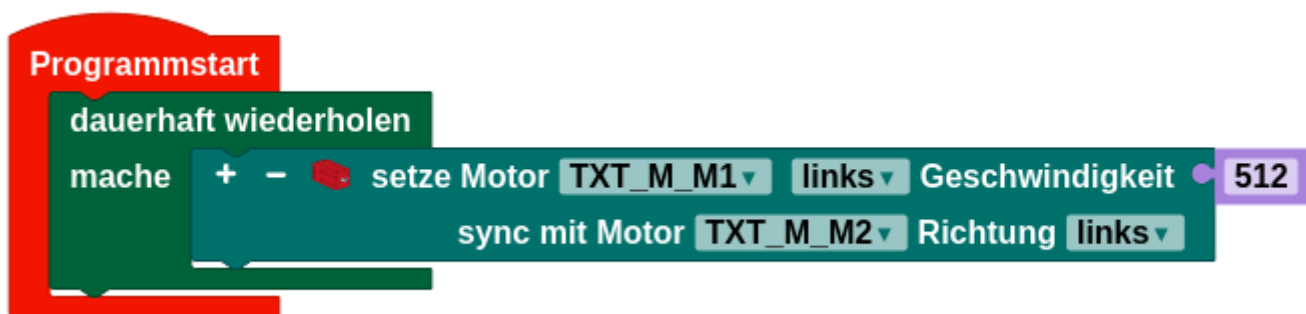 Programmstart
dauerhaft wiederholen
mache + - setze Motor TXT_M_M1 links Geschwindigkeit 512
sync mit Motor TXT_M_M2 Richtung links